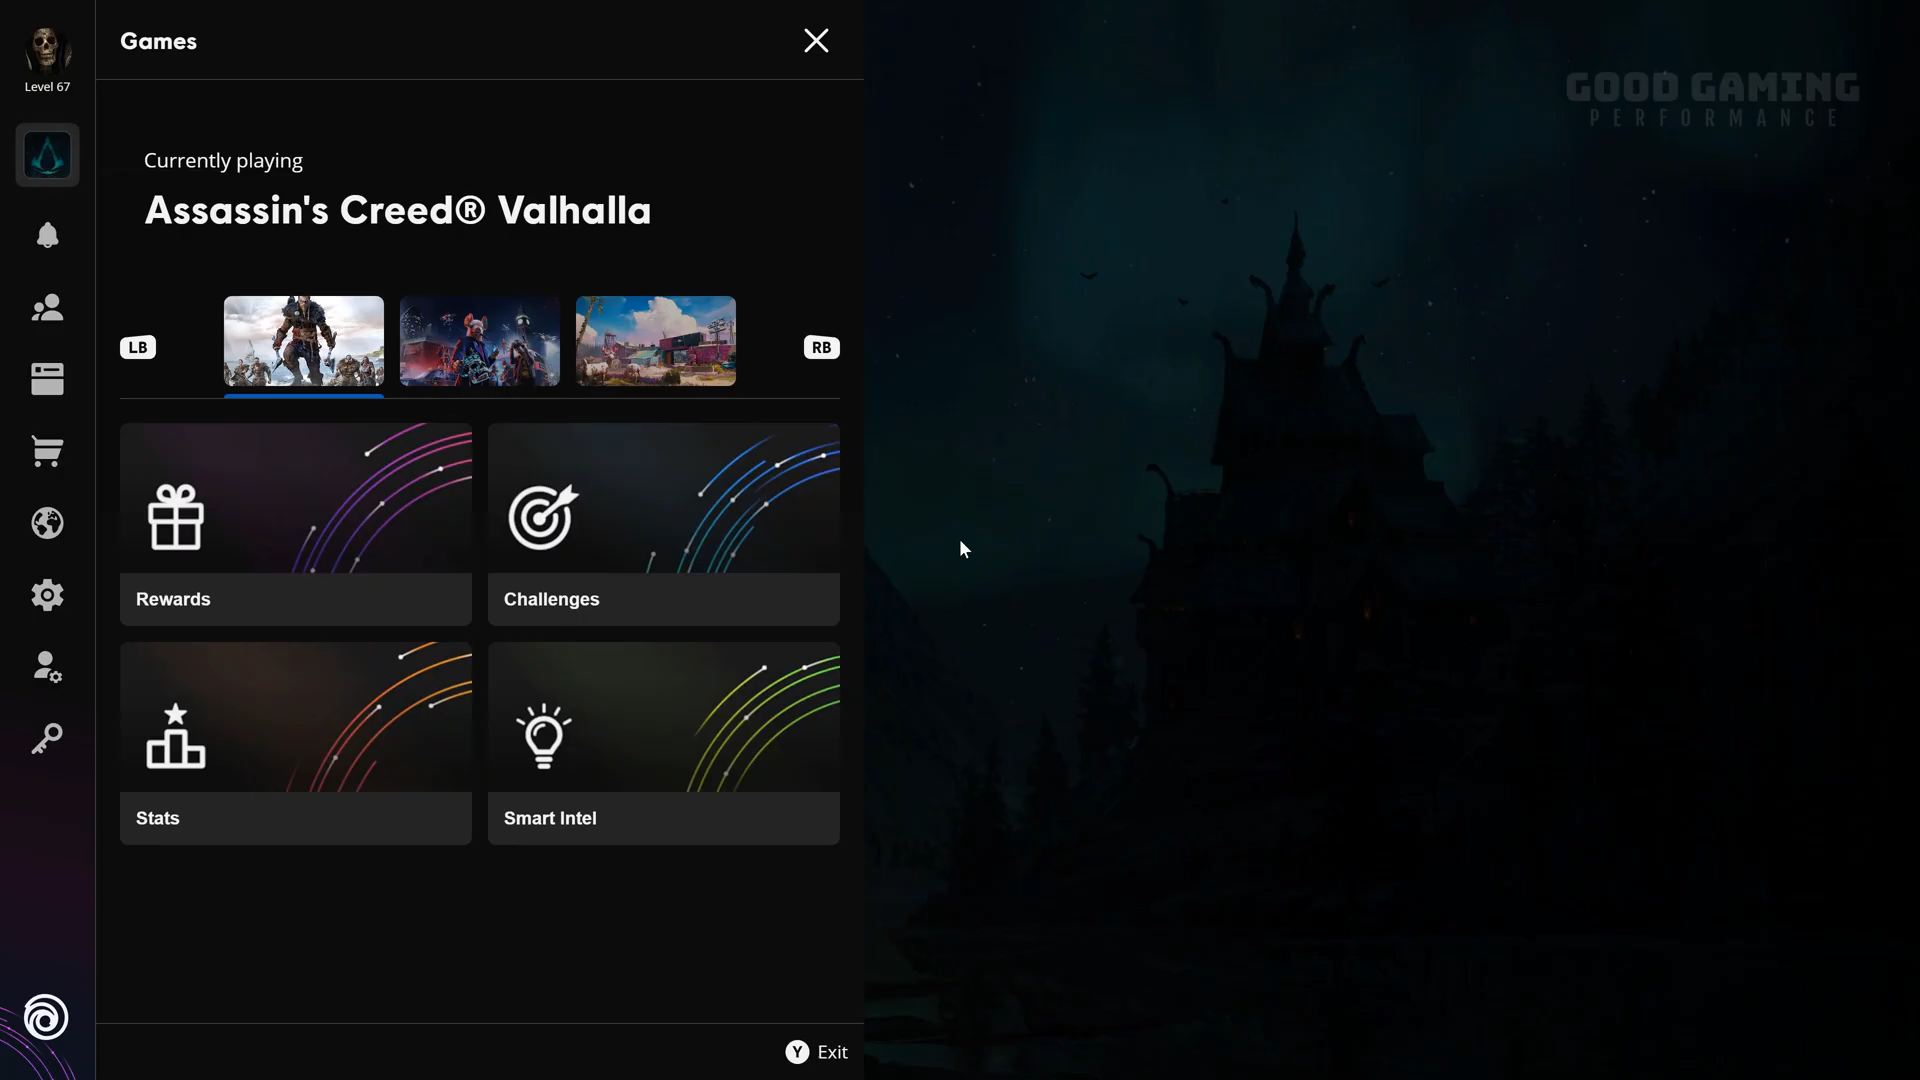 Games
Level 67
GOOD GAMING
PERFORMANCE
Currently playing
Assassin's Creed® Valhalla
LB
RB
Rewards
Challenges
Stats
Smart Intel
Y Exit